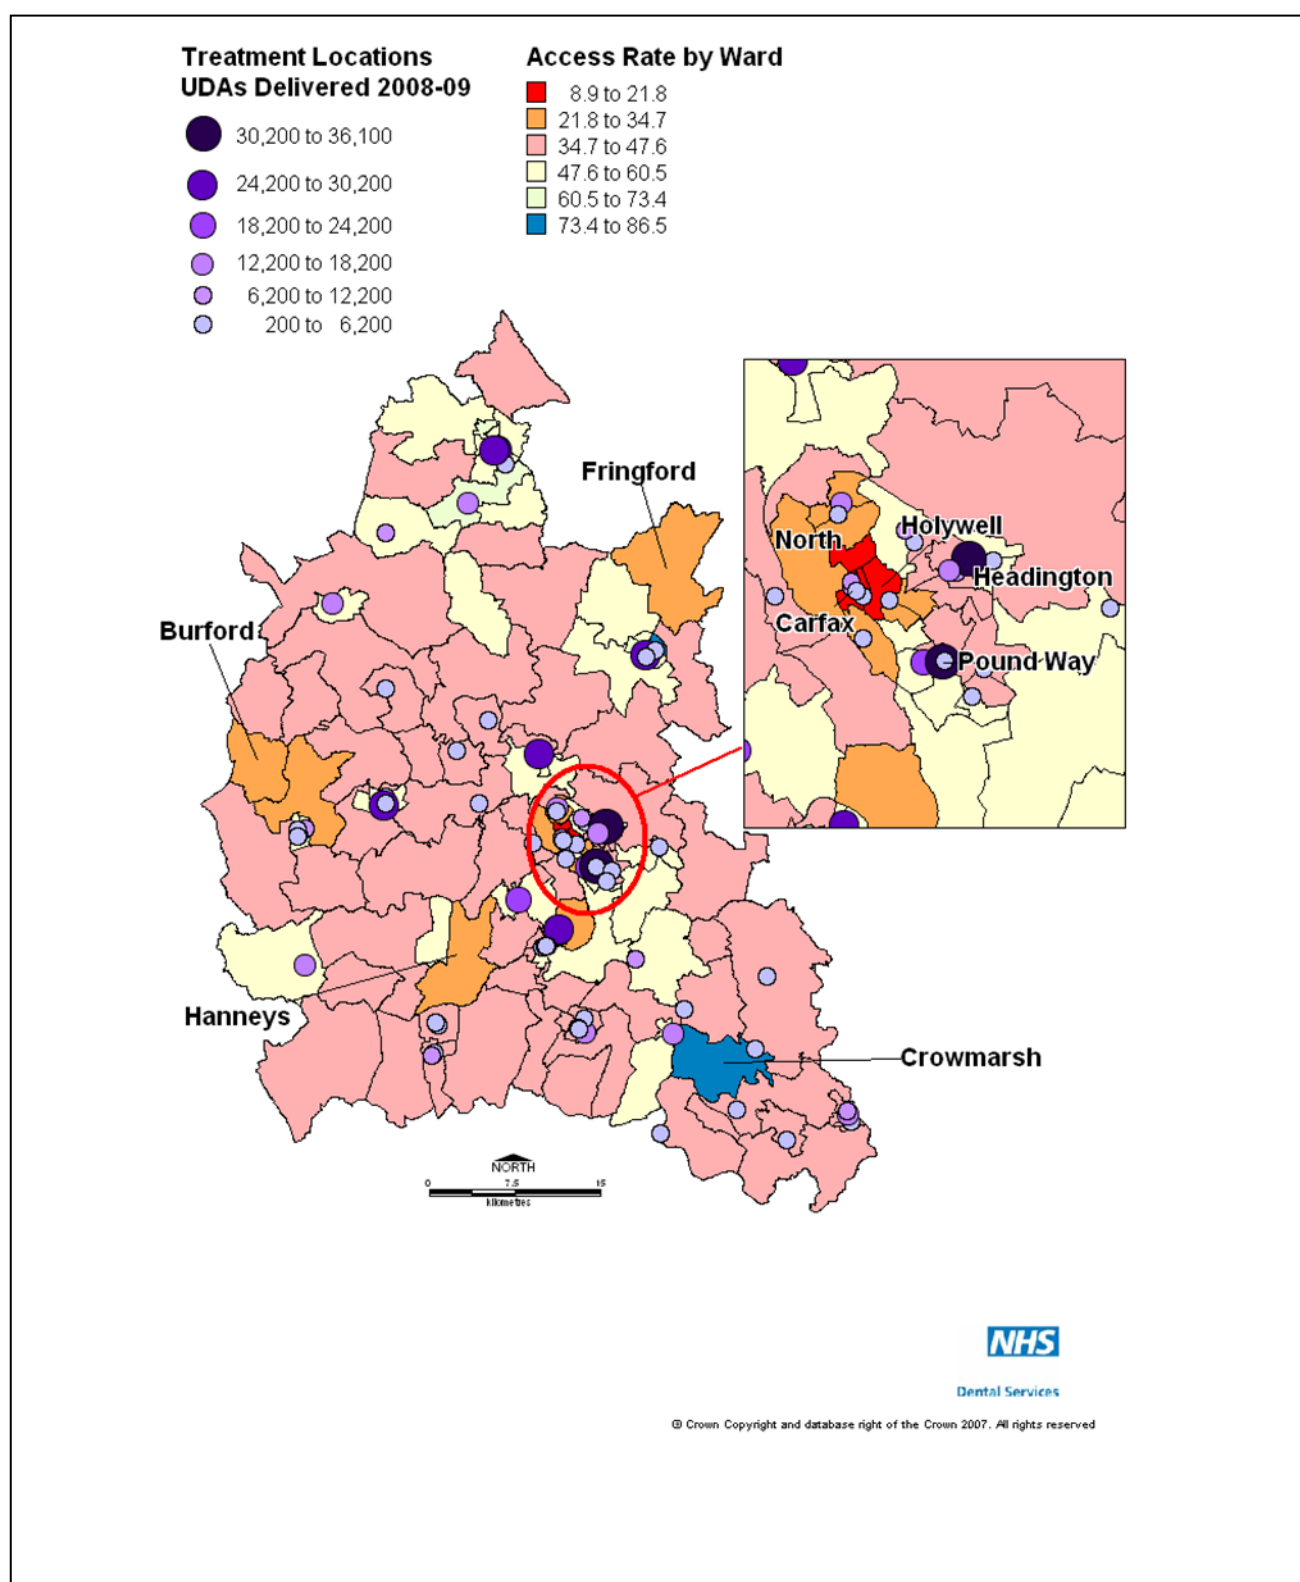 Treatment Locations
UDAs Delivered 2008-09
30,200 to 36,100
24,200 to 30,200
18,200 to 24,200
12,200 to 18,200
6,200 to 12,200
200 to 6,200
Access Rate by Ward
8.9 to 21.8
21.8 to 34.7
34.7 to 47.6
47.6 to 60.5
60.5 to 73.4
73.4 to 86.5
Fringford
Burford
Holywell
North
Headington
Carfax
Pound Way
Hanneys
Crowmarsh
NORTH
0 7.5 15
kilometres
NHS
Dental Services
© Crown Copyright and database right of the Crown 2007. All rights reserved